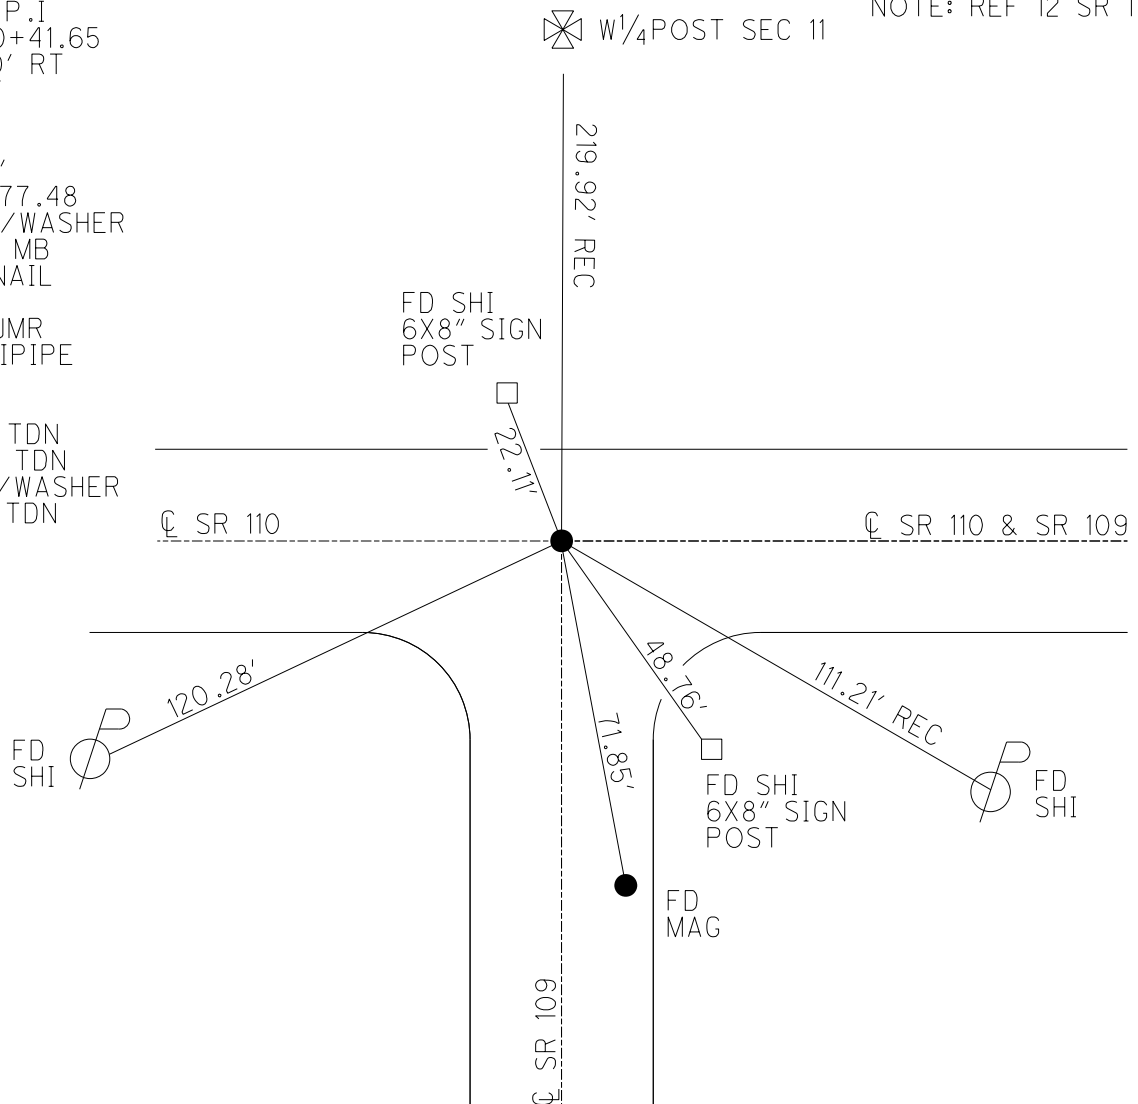 P.I
+41.65
' RT
77.48
/WASHER
MB
NAIL
JMR
IPIPE
TDN
TDN
/WASHER
TDN
W¼POST SEC 11
NOTE: REF 12 SR
219.92' REC
FD SHI
6X8" SIGN
POST
22.11'
℄ SR 110
℄ SR 110 & SR 109
120.28'
48.76'
111.21' REC
71.85'
FD
SHI
FD SHI
6X8" SIGN
POST
FD
SHI
FD
MAG
℄ SR 109